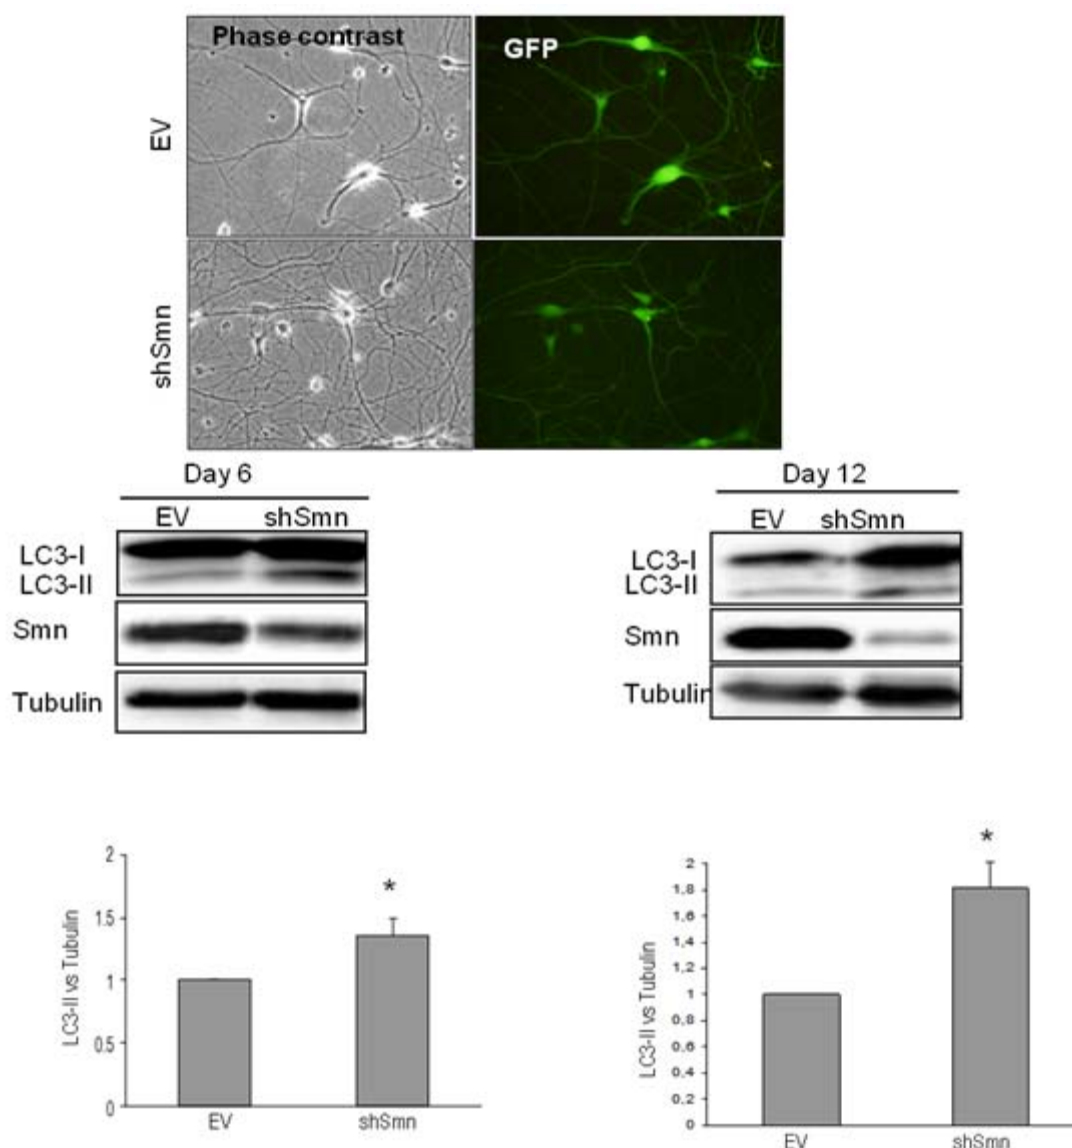 Phase contrast
GFP
EV
shSmn
Day 6
EV shSmn
LC3-I
LC3-II
Smn
Tubulin
Day 12
EV shSmn
LC3-I
LC3-II
Smn
Tubulin
2
1.5
1
0.5
0
LC3-II vs Tubulin
*
EV shSmn
2
1.8
1.6
1.4
1.2
1
0.8
0.6
0.4
0.2
0
LC3-II vs Tubulin
*
EV shSmn